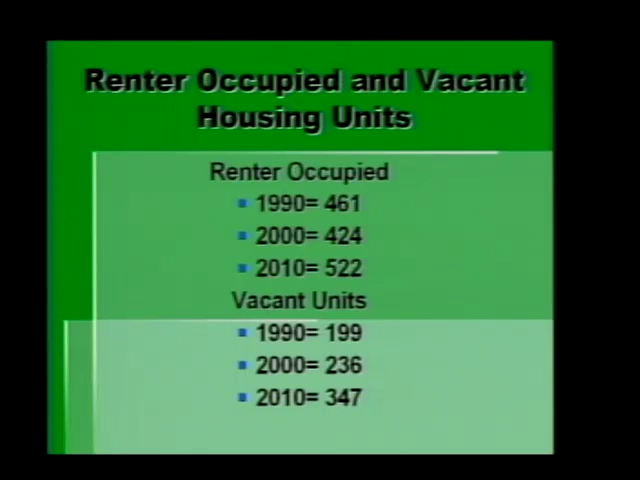 Renter Occupied and Vacant
Housing Units
Renter Occupied
1990= 461
2000= 424
2010= 522
Vacant Units
1990= 199
2000= 236
2010= 347